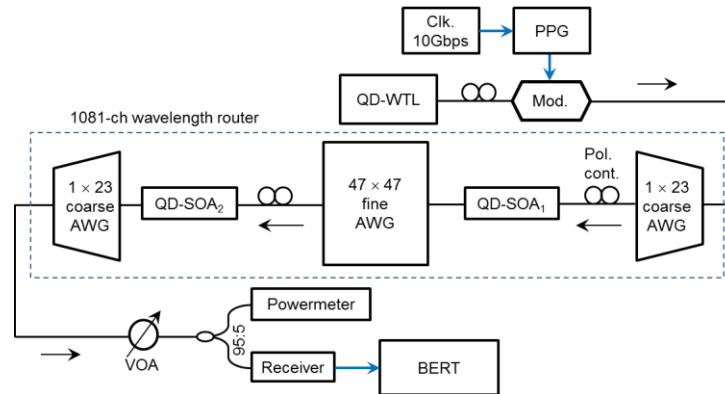 Clk.
10Gbps
PPG
QD-WTL
Mod.
1081-ch wavelength router
1 × 23
coarse
AWG
QD-SOA₂
47 × 47
fine
AWG
QD-SOA₁
Pol.
cont.
1 × 23
coarse
AWG
VOA
95:5
Powermeter
Receiver
BERT